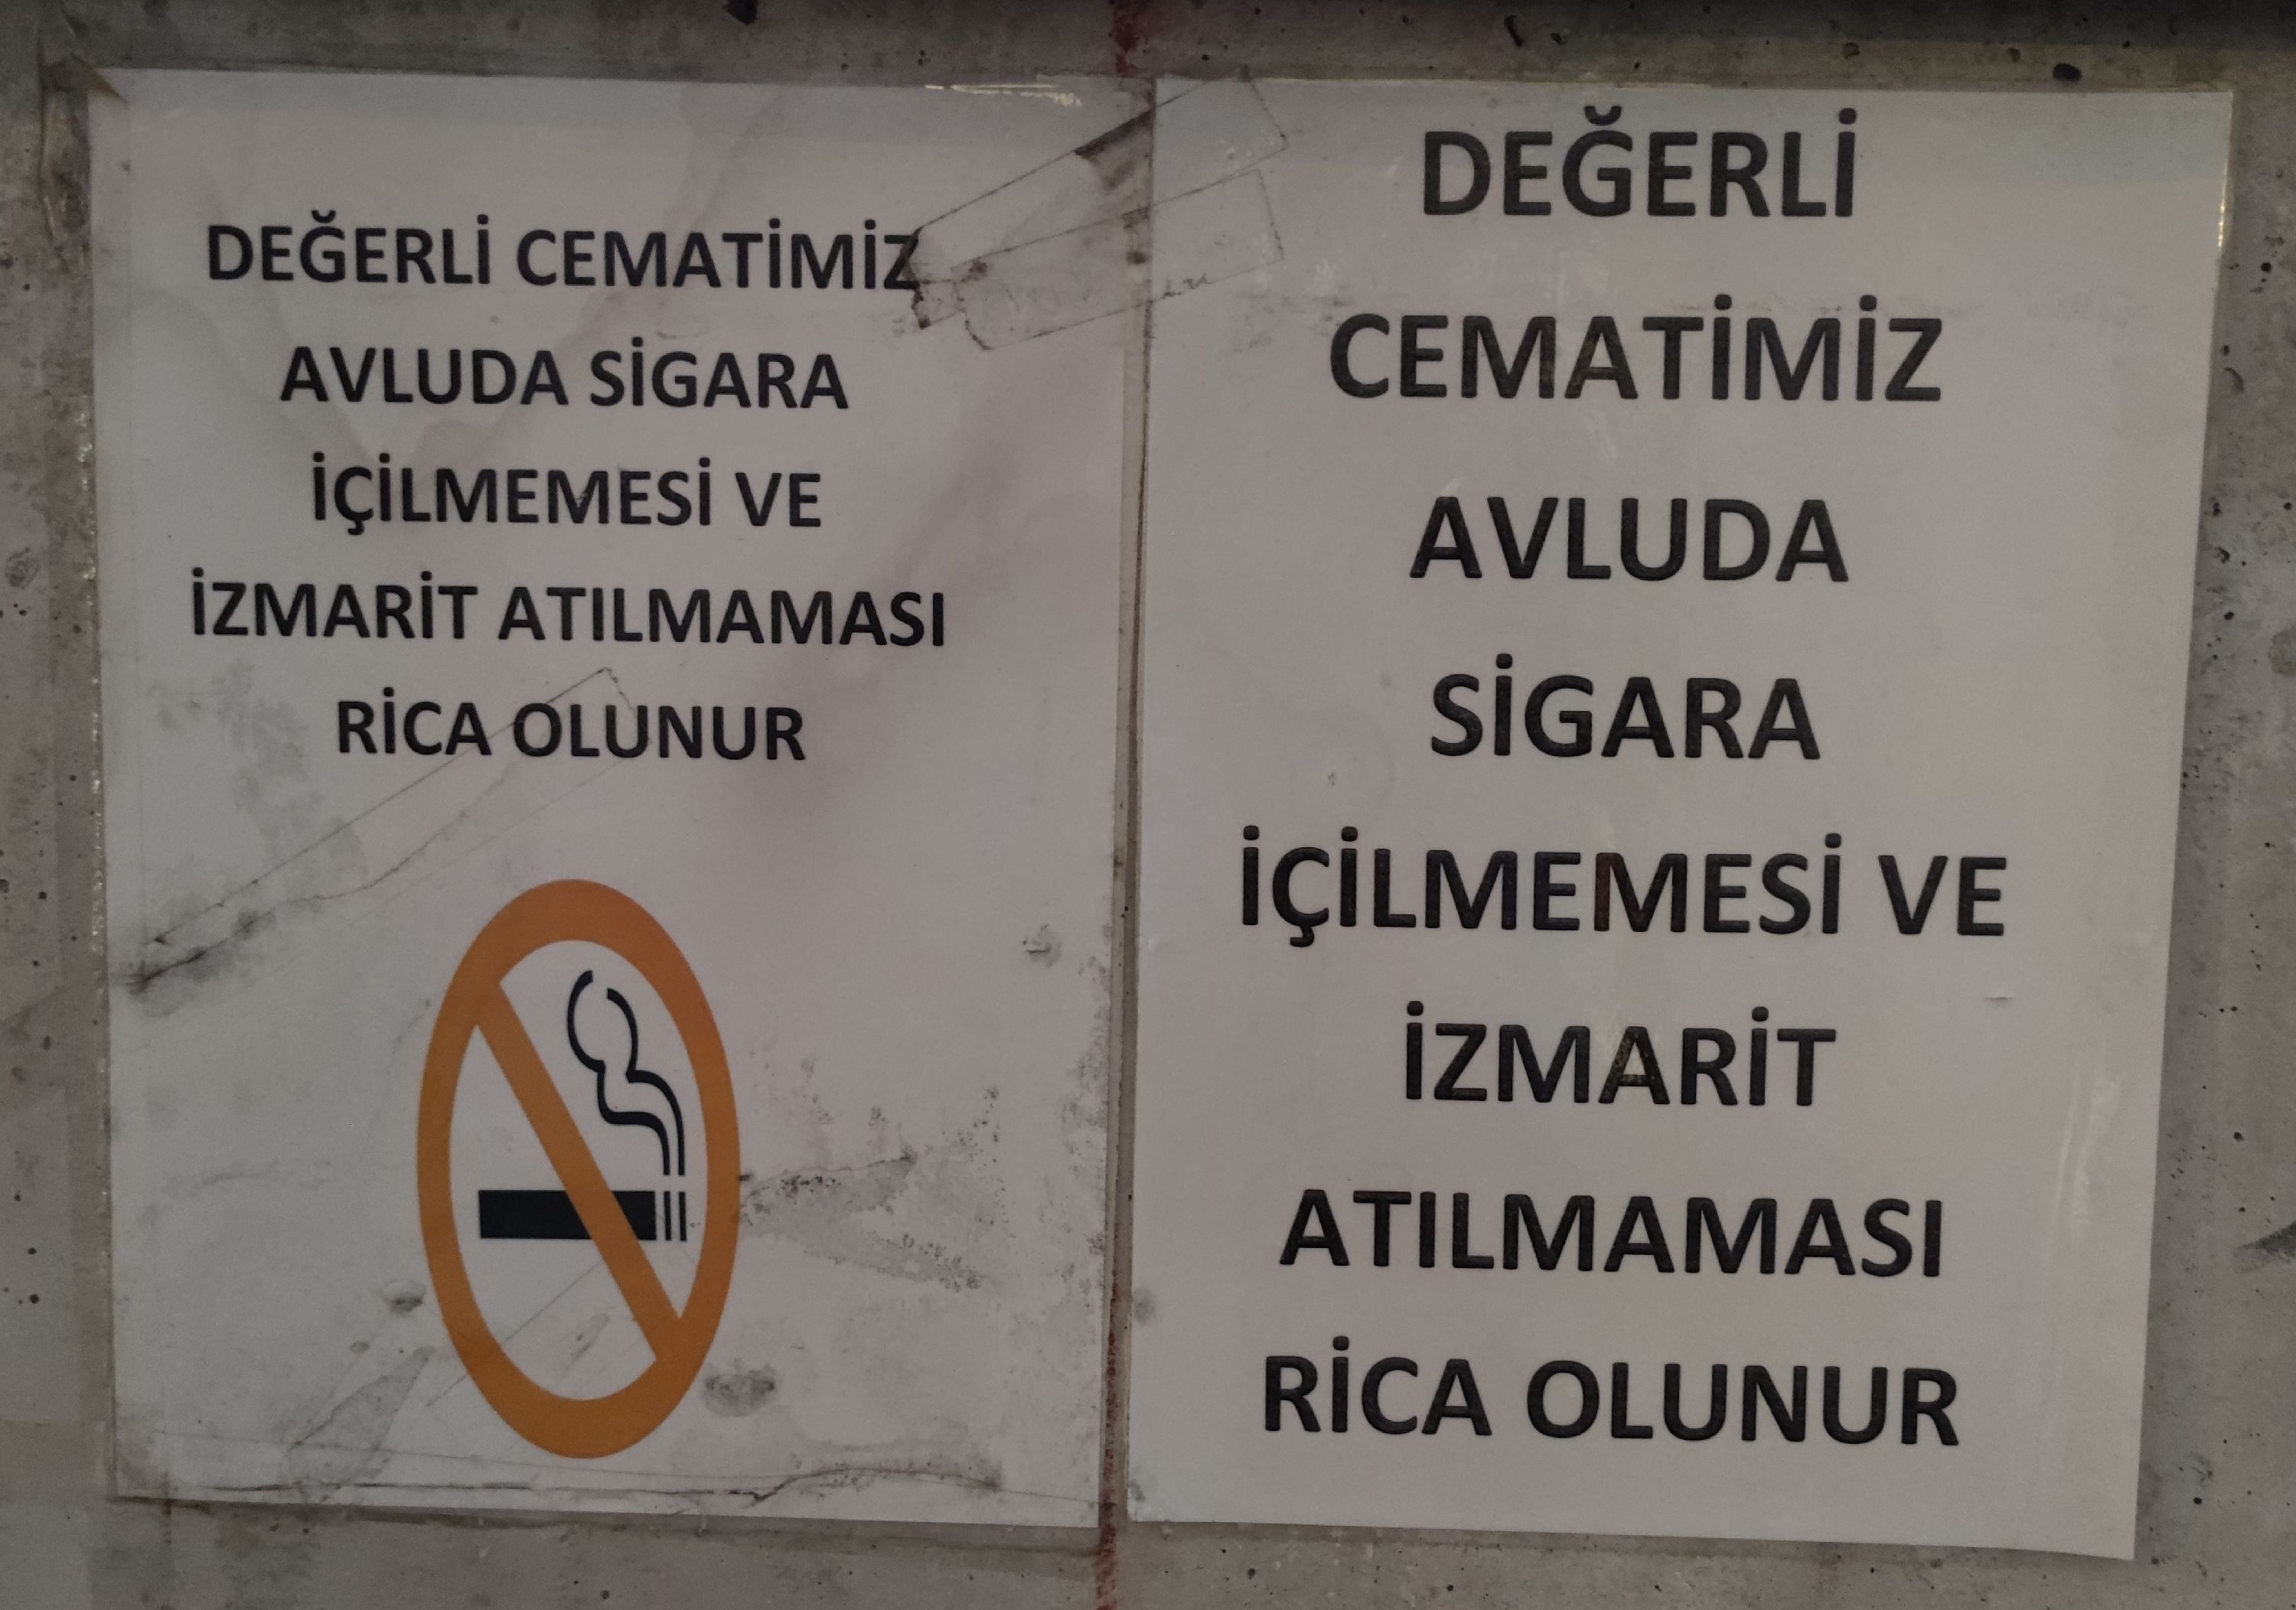 DEĞERLİ CEMATİMİZ
AVLUDA SİGARA
İÇİLMEMESİ VE
İZMARİT ATILMAMASI
RİCA OLUNUR
DEĞERLİ
CEMATİMİZ
AVLUDA
SİGARA
İÇİLMEMESİ VE
İZMARİT
ATILMAMASI
RİCA OLUNUR